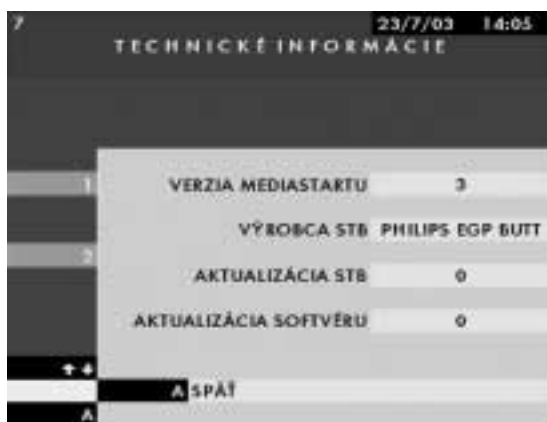 7 23/7/03 14:05
TECHNICKÉ INFORMÁCIE
1 VERZIA MEDIASTARTU 3
VÝROBCA STB PHILIPS EGP BUTT
2
AKTUALIZÁCIA STB 0
AKTUALIZÁCIA SOFTVÉRU 0
A SPÄŤ
A